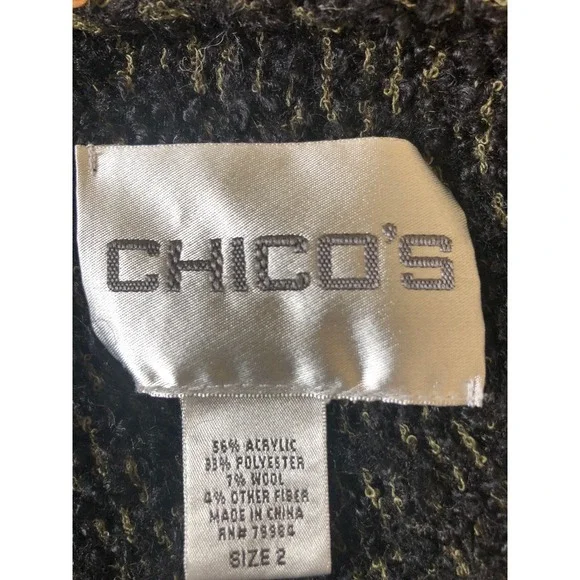 CHICO'S
56% ACRYLIC
33% POLYESTER
7% WOOL
4% OTHER FIBER
MADE IN CHINA
RN# 79984
SIZE 2